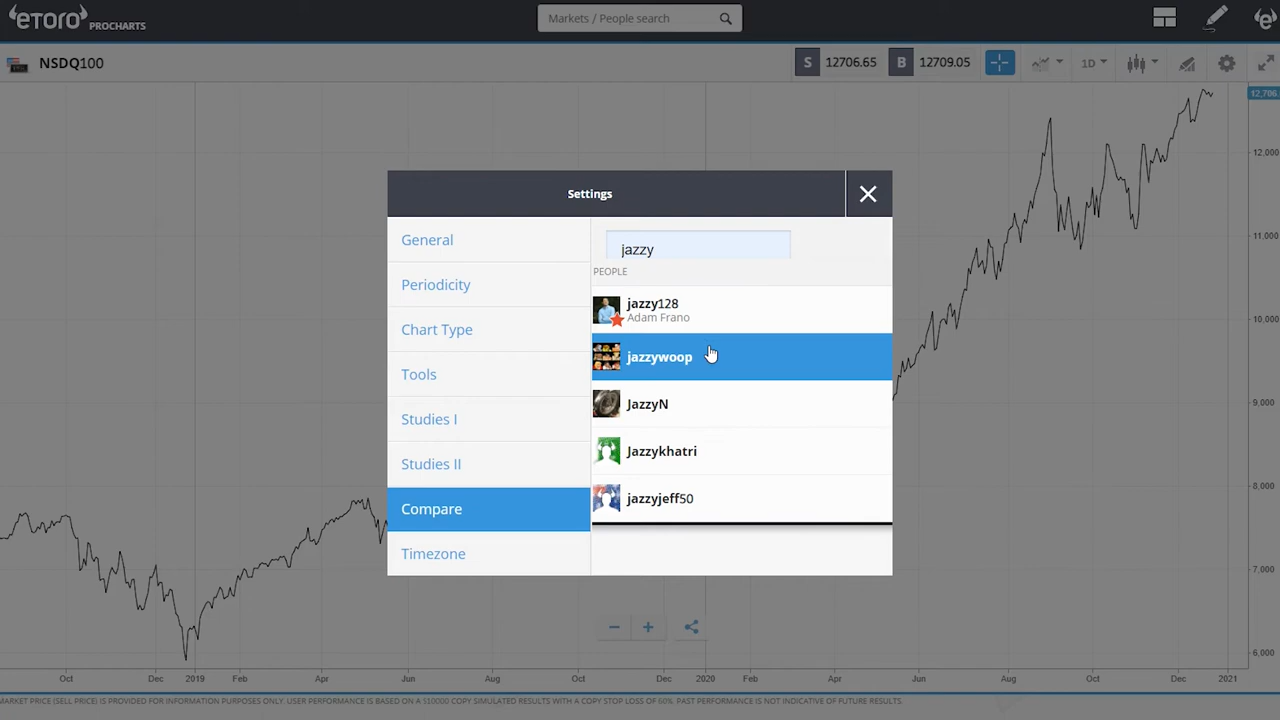 eTORO PROCHARTS
Markets / People search
NSDQ100
S 12706.65 B 12709.05
1D
12,706.
Settings
General
Periodicity
Chart Type
Tools
Studies I
Studies II
Compare
Timezone
jazzy
PEOPLE
jazzy128
Adam Frano
jazzywoop
JazzyN
Jazzykhatri
jazzyjeff50
12,000
11,000
10,000
9,000
8,000
7,000
6,000
Oct Dec 2019 Feb Apr Jun Aug Oct Dec 2020 Feb Apr Jun Aug Oct Dec 2021
MARKET PRICE (SELL PRICE) IS PROVIDED FOR INFORMATION PURPOSES ONLY. USER PERFORMANCE IS BASED ON A $10000 COPY SIMULATED RESULTS WITH A COPY STOP LOSS OF 60%. PAST PERFORMANCE IS NOT INDICATIVE OF FUTURE RESULTS.